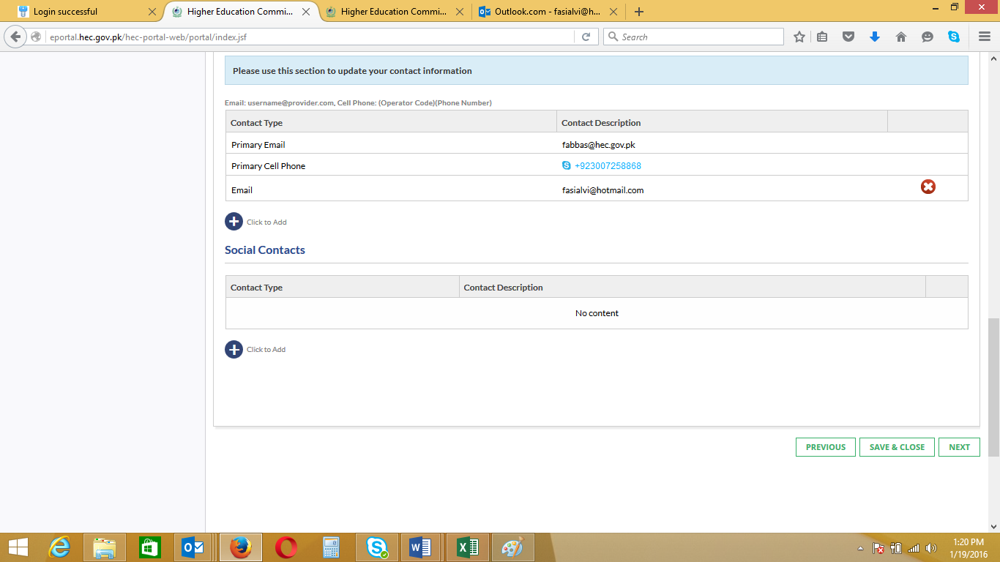 Login successful
Higher Education Commi...
Higher Education Commi...
Outlook.com - fasialvi@h...
eportal.hec.gov.pk/hec-portal-web/portal/index.jsf
Search
Please use this section to update your contact information
Email: username@provider.com, Cell Phone: (Operator Code)(Phone Number)
Contact Type Contact Description
Primary Email fabbas@hec.gov.pk
Primary Cell Phone +923007258868
Email fasialvi@hotmail.com
Click to Add
Social Contacts
Contact Type Contact Description
No content
Click to Add
PREVIOUS SAVE & CLOSE NEXT
1:20 PM
1/19/2016